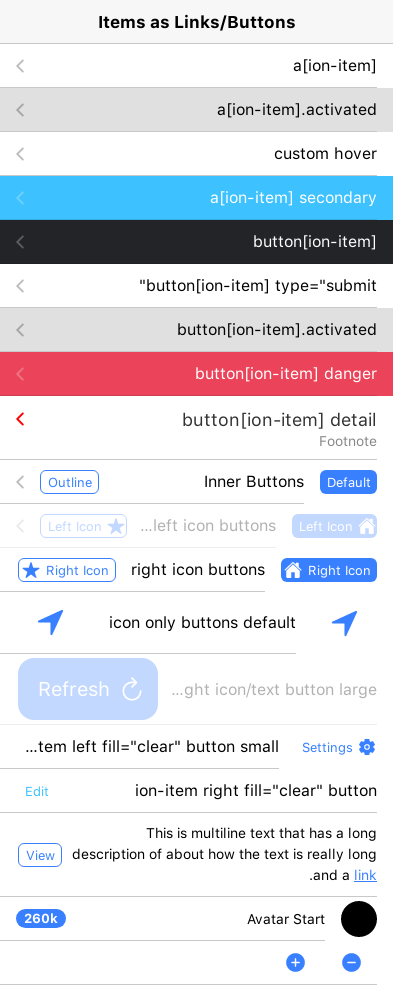 Items as Links/Buttons
a[ion-item]
a[ion-item].activated
custom hover
a[ion-item] secondary
button[ion-item]
"button[ion-item] type="submit
button[ion-item].activated
button[ion-item] danger
button[ion-item] detail
Footnote
Outline Inner Buttons Default
Left Icon ...left icon buttons Left Icon
Right Icon right icon buttons Right Icon
icon only buttons default
Refresh ...ght icon/text button large
...tem left fill="clear" button small Settings
Edit ion-item right fill="clear" button
This is multiline text that has a long
View description of about how the text is really long
.and a link
260k Avatar Start